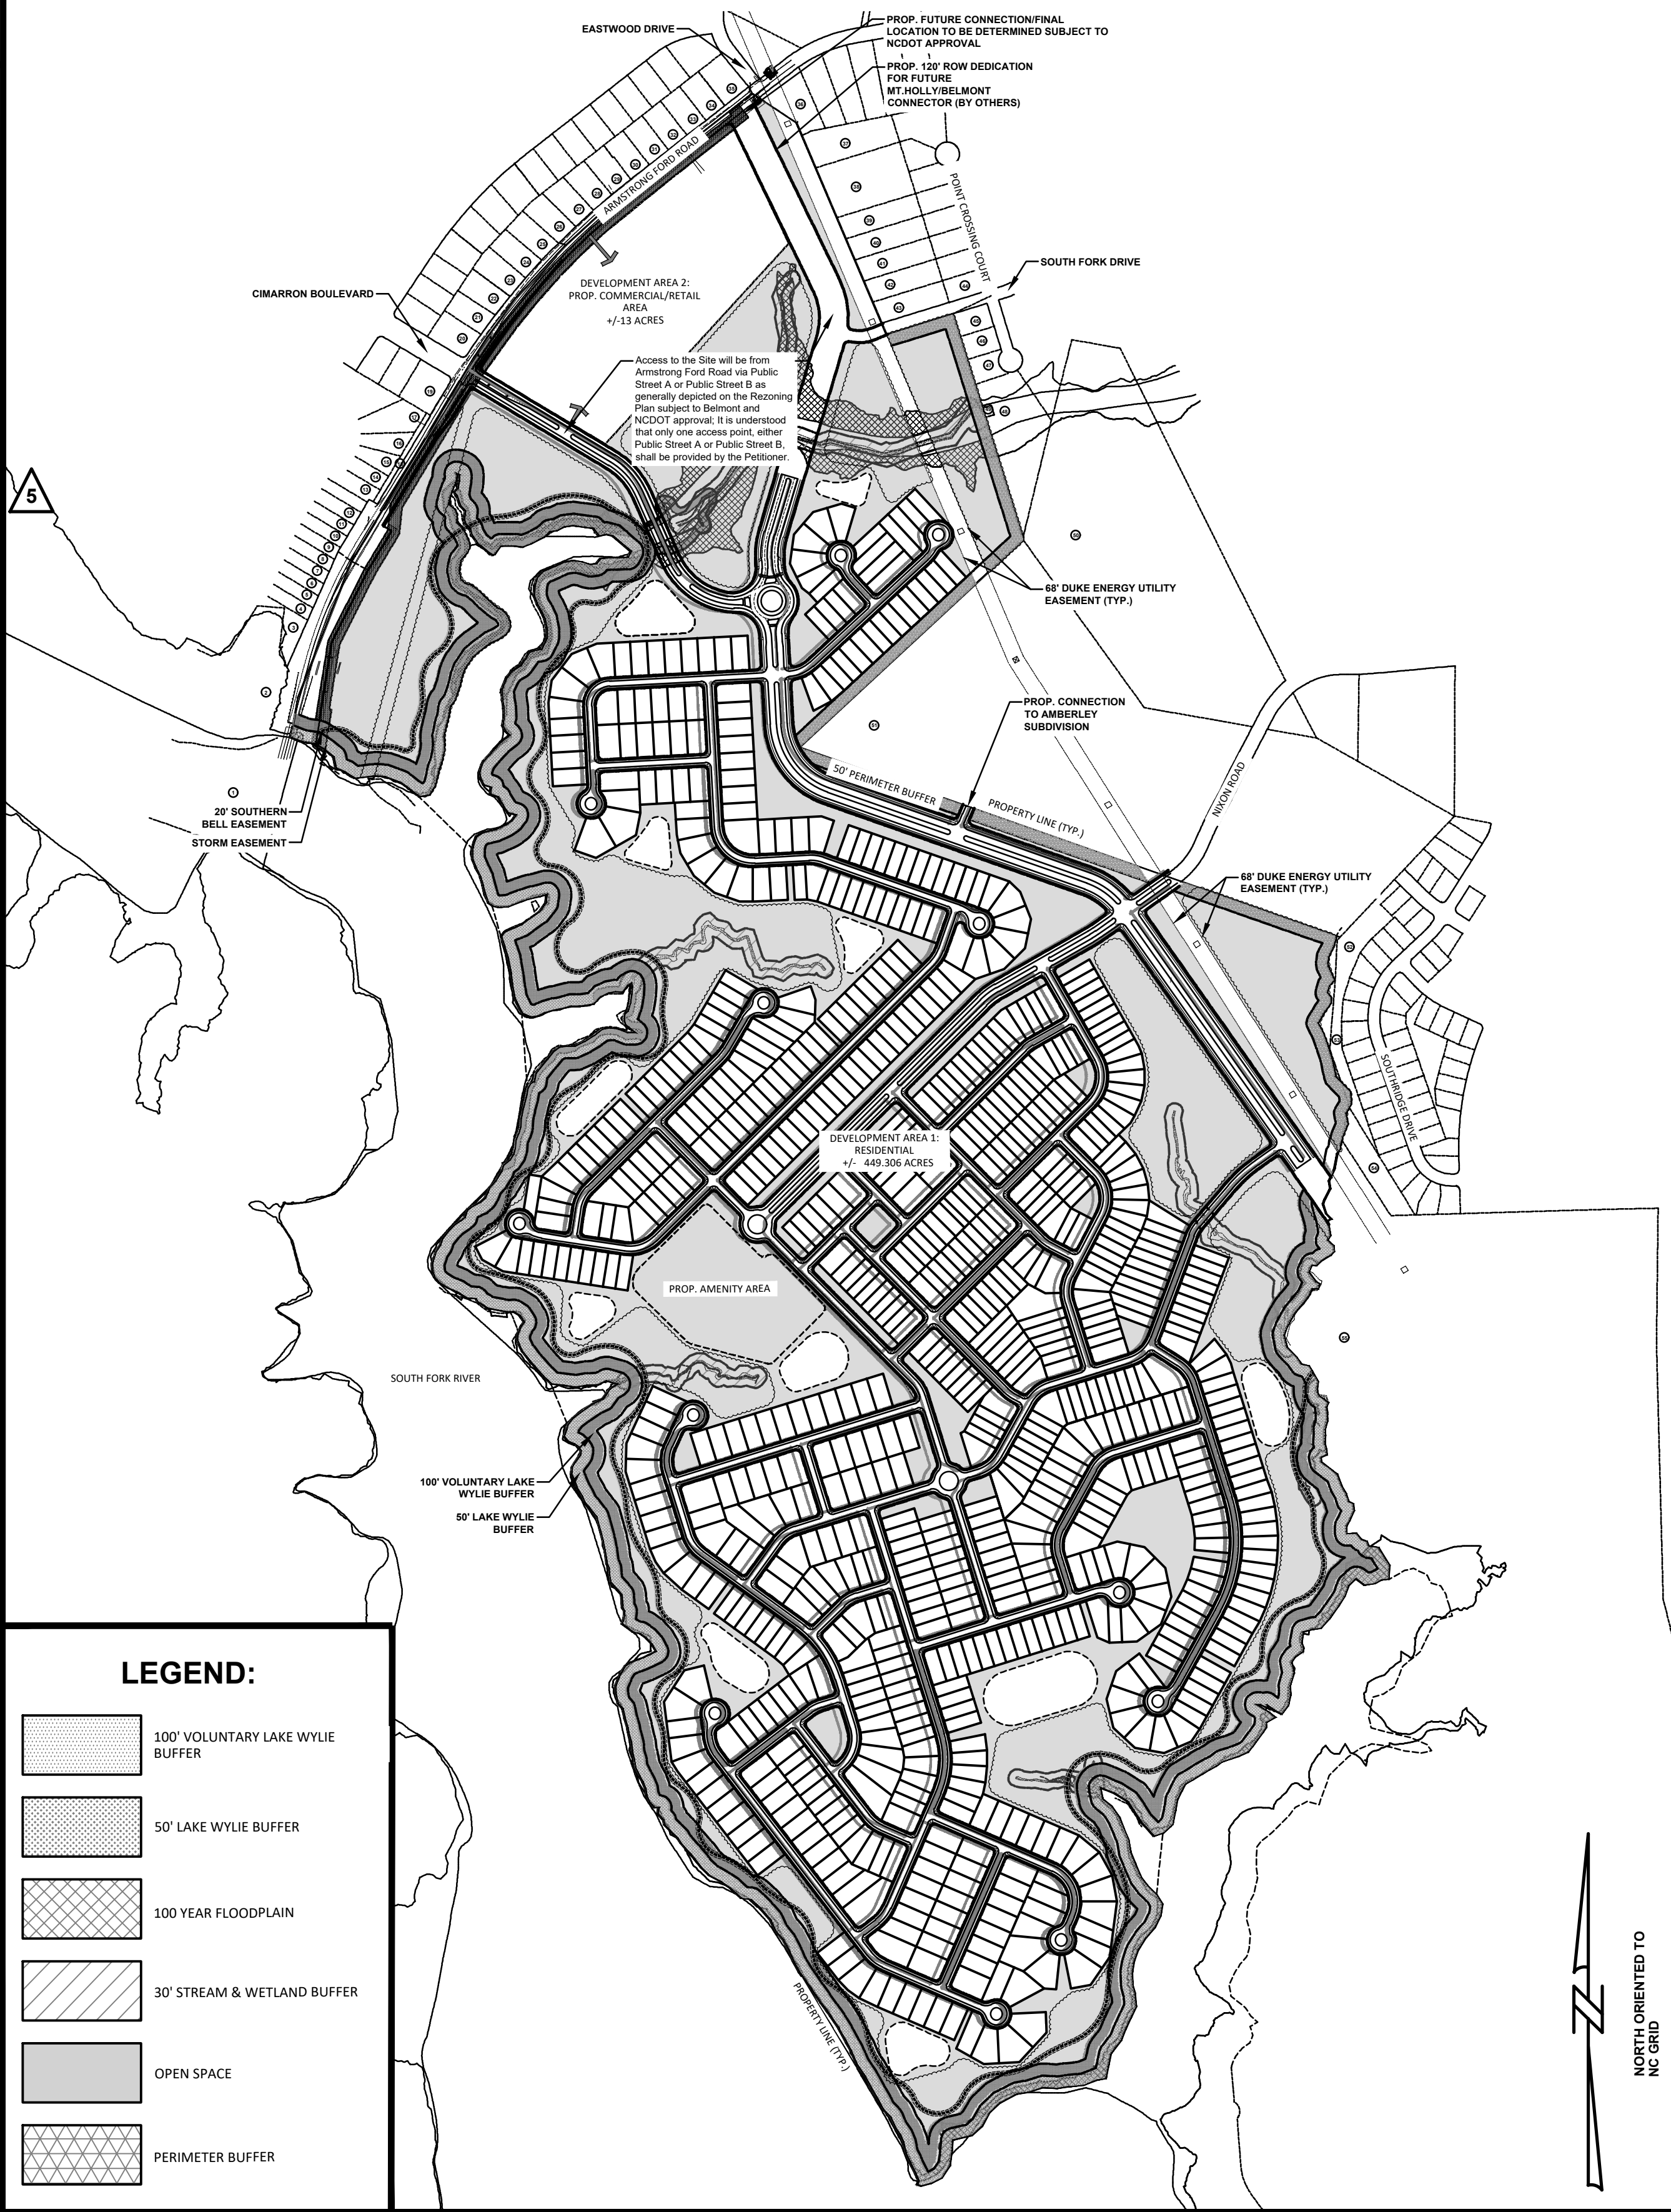 EASTWOOD DRIVE
PROP. FUTURE CONNECTION/FINAL
LOCATION TO BE DETERMINED SUBJECT TO
NCDOT APPROVAL
PROP. 120' ROW DEDICATION
FOR FUTURE
MT.HOLLY/BELMONT
CONNECTOR (BY OTHERS)
ARMSTRONG FORD ROAD
POINT CROSSING COURT
SOUTH FORK DRIVE
CIMARRON BOULEVARD
DEVELOPMENT AREA 2:
PROP. COMMERCIAL/RETAIL
AREA
+/-13 ACRES
Access to the Site will be from
Armstrong Ford Road via Public
Street A or Public Street B as
generally depicted on the Rezoning
Plan subject to Belmont and
NCDOT approval; It is understood
that only one access point, either
Public Street A or Public Street B,
shall be provided by the Petitioner.
5
68' DUKE ENERGY UTILITY
EASEMENT (TYP.)
PROP. CONNECTION
TO AMBERLEY
SUBDIVISION
50' PERIMETER BUFFER
PROPERTY LINE (TYP.)
NIXON ROAD
20' SOUTHERN
BELL EASEMENT
STORM EASEMENT
68' DUKE ENERGY UTILITY
EASEMENT (TYP.)
SOUTHRIDGE DRIVE
DEVELOPMENT AREA 1:
RESIDENTIAL
+/- 449.306 ACRES
PROP. AMENITY AREA
SOUTH FORK RIVER
100' VOLUNTARY LAKE
WYLIE BUFFER
50' LAKE WYLIE
BUFFER
PROPERTY LINE (TYP.)
LEGEND:
100' VOLUNTARY LAKE WYLIE
BUFFER
50' LAKE WYLIE BUFFER
100 YEAR FLOODPLAIN
30' STREAM & WETLAND BUFFER
OPEN SPACE
PERIMETER BUFFER
N
NORTH ORIENTED TO
NC GRID